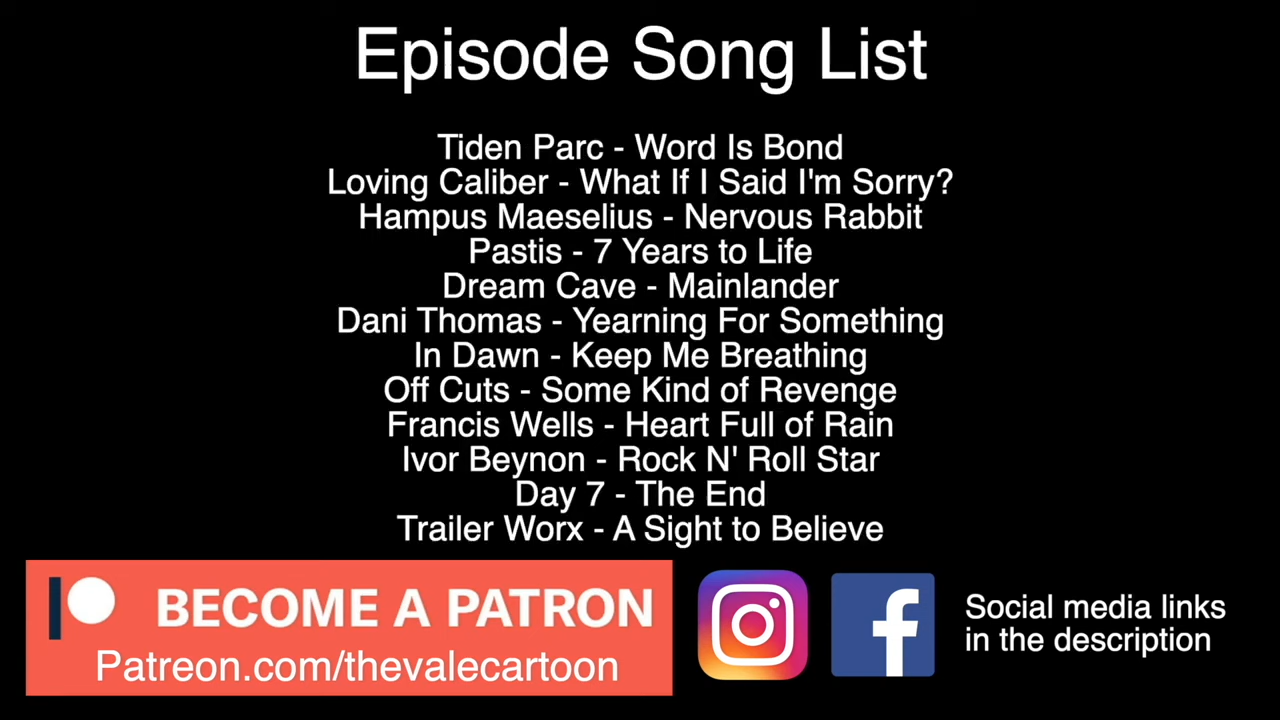 Episode Song List
Tiden Parc - Word Is Bond
Loving Caliber - What If I Said I'm Sorry?
Hampus Maeselius - Nervous Rabbit
Pastis - 7 Years to Life
Dream Cave - Mainlander
Dani Thomas - Yearning For Something
In Dawn - Keep Me Breathing
Off Cuts - Some Kind of Revenge
Francis Wells - Heart Full of Rain
Ivor Beynon - Rock N' Roll Star
Day 7 - The End
Trailer Worx - A Sight to Believe
BECOME A PATRON
Patreon.com/thevalecartoon
Social media links
in the description